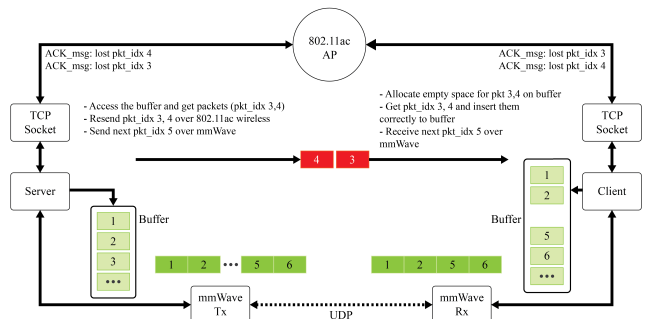 ACK_msg: lost pkt_idx 4
ACK_msg: lost pkt_idx 3
802.11ac
AP
ACK_msg: lost pkt_idx 3
ACK_msg: lost pkt_idx 4
TCP
Socket
- Access the buffer and get packets (pkt_idx 3,4)
- Resend pkt_idx 3, 4 over 802.11ac wireless
- Send next pkt_idx 5 over mmWave
- Allocate empty space for pkt 3,4 on buffer
- Get pkt_idx 3, 4 and insert them
correctly to buffer
- Receive next pkt_idx 5 over
mmWave
TCP
Socket
4 3
Server
Client
Buffer
1
2
3
•••
Buffer
1
2
5
6
•••
1 2 ••• 5 6
1 2 5 6
mmWave
Tx
UDP
mmWave
Rx